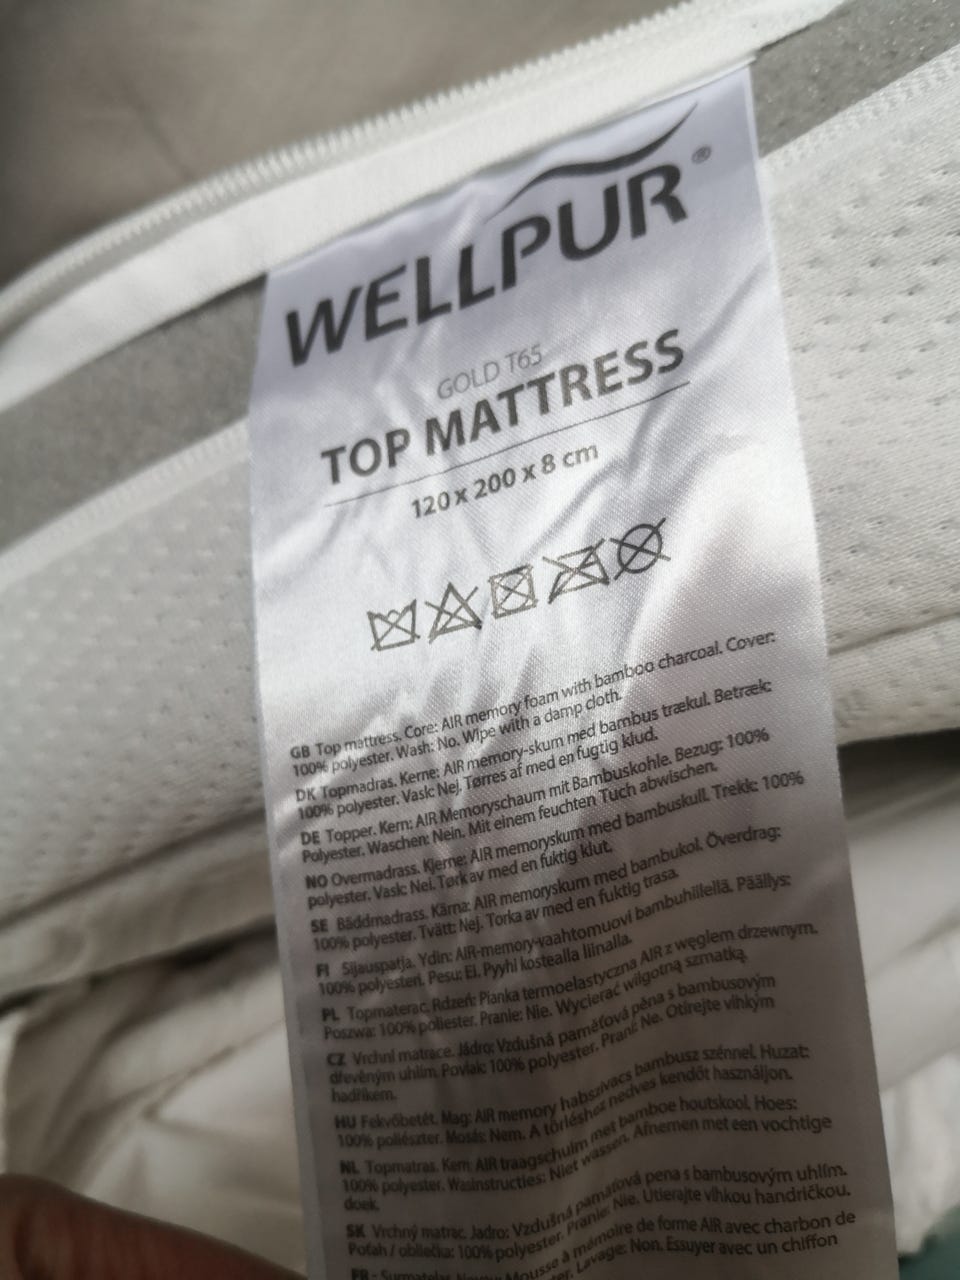 WELLPUR®
GOLD T65
TOP MATTRESS
120 x 200 x 8 cm
GB Top mattress. Core: AIR memory foam with bamboo charcoal. Cover:
100% polyester. Wash: No. Wipe with a damp cloth.
DK Topmadras. Kerne: AIR memory-skum med bambus trækul. Betræk:
100% polyester. Vask: Nej. Tørres af med en fugtig klud.
DE Topper. Kern: AIR Memoryschaum mit Bambuskohle. Bezug: 100%
Polyester. Waschen: Nein. Mit einem feuchten Tuch abwischen.
NO Overmadrass. Kjerne: AIR memoryskum med bambuskull. Trekk: 100%
polyester. Vask: Nei. Tørk av med en fuktig klut.
SE Bäddmadrass. Kärna: AIR memoryskum med bambukol. Överdrag:
100% polyester. Tvätt: Nej. Torka av med en fuktig trasa.
FI Sijauspatja. Ydin: AIR-memory-vaahtomuovi bambuhiilellä. Päällys:
100% polyesteri. Pesu: Ei. Pyyhi kostealla liinalla.
PL Topmaterac. Rdzeń: Pianka termoelastyczna AIR z węglem drzewnym.
Poszwa: 100% poliester. Pranie: Nie. Wycierać wilgotną szmatką.
CZ Vrchní matrace. Jádro: Vzdušná paměťová pěna s bambusovým
dřevěným uhlím. Povlak: 100% polyester. Praní: Ne. Otírejte vlhkým
hadříkem.
HU Fekvőbetét. Mag: AIR memory habszivacs bambusz szénnel. Huzat:
100% poliészter. Mosás: Nem. A törléshez nedves kendőt használjon.
NL Topmatras. Kern: AIR traagschuim met bamboe houtskool. Hoes:
100% polyester. Wasinstructies: Niet wassen. Afnemen met een vochtige
doek.
SK Vrchný matrac. Jadro: Vzdušná pamäťová pena s bambusovým uhlím.
Poťah / obliečka: 100% polyester. Pranie: Nie. Utierajte vlhkou handričkou.
FR - Surmatelas. Noyau: Mousse à mémoire de forme AIR avec charbon de
Lavage: Non. Essuyer avec un chiffon